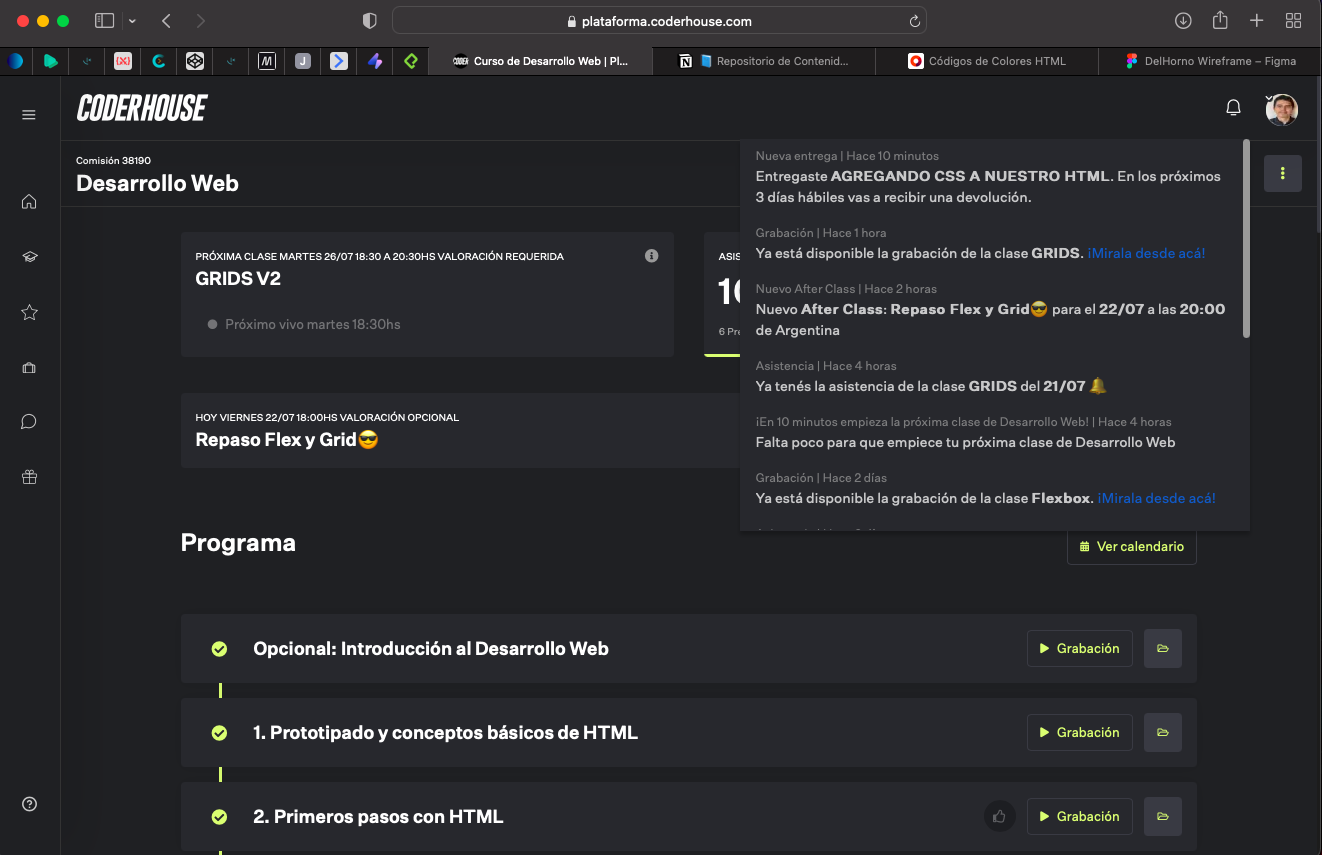 plataforma.coderhouse.com
Curso de Desarrollo Web | Pl...
Repositorio de Contenid...
Códigos de Colores HTML
DelHorno Wireframe – Figma
CODERHOUSE
Comisión 38190
Desarrollo Web
PRÓXIMA CLASE MARTES 26/07 18:30 A 20:30HS VALORACIÓN REQUERIDA
GRIDS V2
Próximo vivo martes 18:30hs
HOY VIERNES 22/07 18:00HS VALORACIÓN OPCIONAL
Repaso Flex y Grid😎
Nueva entrega | Hace 10 minutos
Entregaste AGREGANDO CSS A NUESTRO HTML. En los próximos
3 días hábiles vas a recibir una devolución.
Grabación | Hace 1 hora
Ya está disponible la grabación de la clase GRIDS. ¡Mirala desde acá!
Nuevo After Class | Hace 2 horas
Nuevo After Class: Repaso Flex y Grid😎 para el 22/07 a las 20:00
de Argentina
Asistencia | Hace 4 horas
Ya tenés la asistencia de la clase GRIDS del 21/07 🔔
¡En 10 minutos empieza la próxima clase de Desarrollo Web! | Hace 4 horas
Falta poco para que empiece tu próxima clase de Desarrollo Web
Grabación | Hace 2 días
Ya está disponible la grabación de la clase Flexbox. ¡Mirala desde acá!
Programa
Ver calendario
Opcional: Introducción al Desarrollo Web
Grabación
1. Prototipado y conceptos básicos de HTML
Grabación
2. Primeros pasos con HTML
Grabación